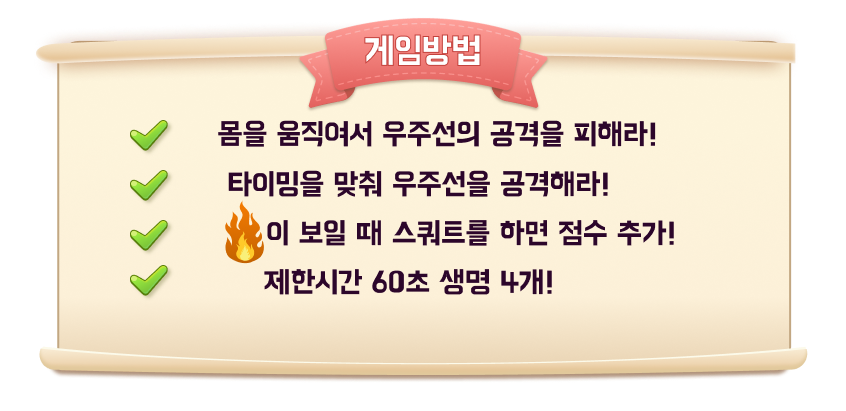 게임방법
몸을 움직여서 우주선의 공격을 피해라!
타이밍을 맞춰 우주선을 공격해라!
이 보일 때 스쿼트를 하면 점수 추가!
제한시간 60초 생명 4개!